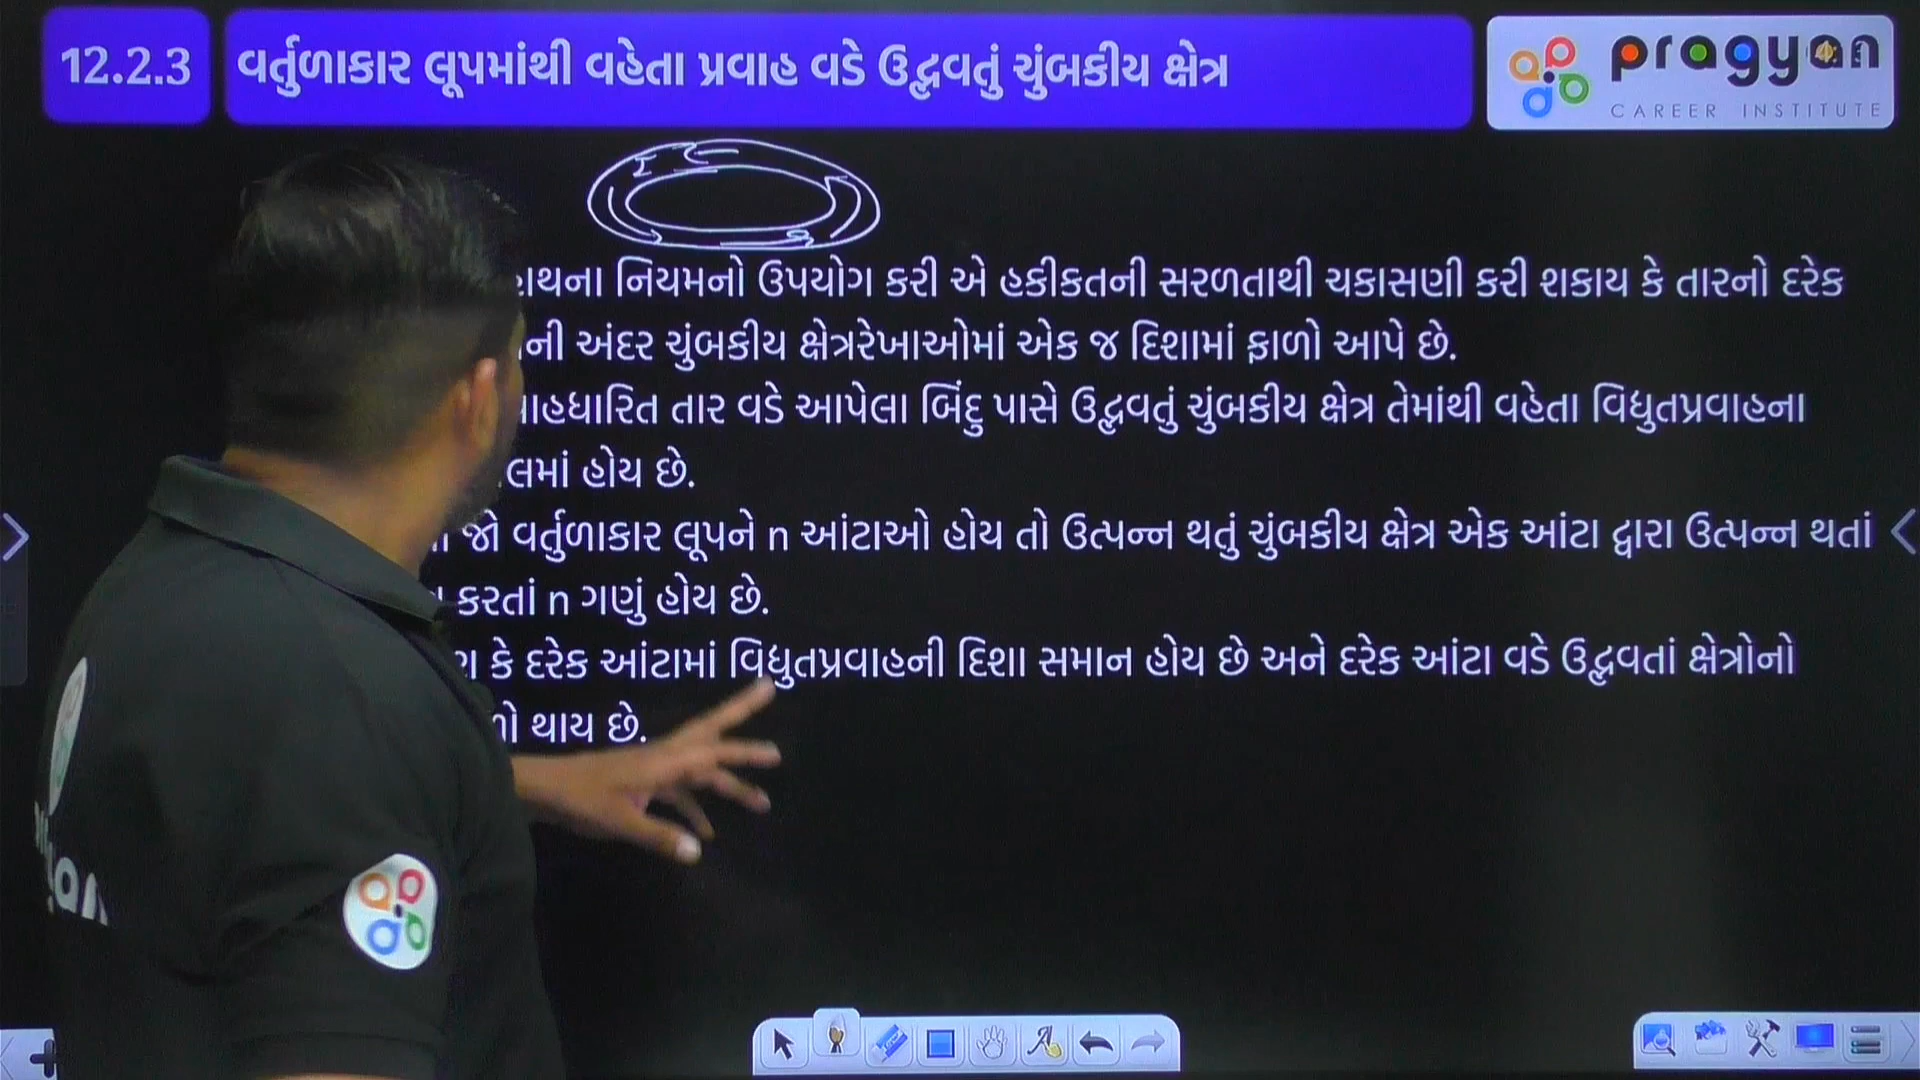 12.2.3 વર્તુળાકાર લૂપમાંથી વહેતા પ્રવાહ વડે ઉદ્ભવતું ચુંબકીય ક્ષેત્ર
pragyan
CAREER INSTITUTE
I
નિયમનો ઉપયોગ કરી એ હકીકતની સરળતાથી ચકાસણી કરી શકાય કે તારનો દરેક
અંદર ચુંબકીય ક્ષેત્રરેખાઓમાં એક જ દિશામાં ફાળો આપે છે.
તાર વડે આપેલા બિંદુ પાસે ઉદ્ભવતું ચુંબકીય ક્ષેત્ર તેમાંથી વહેતા વિદ્યુતપ્રવાહના
હોય છે.
જો વર્તુળાકાર લૂપને n આંટાઓ હોય તો ઉત્પન્ન થતું ચુંબકીય ક્ષેત્ર એક આંટા દ્વારા ઉત્પન્ન થતાં
કરતાં n ગણું હોય છે.
કે દરેક આંટામાં વિદ્યુતપ્રવાહની દિશા સમાન હોય છે અને દરેક આંટા વડે ઉદ્ભવતાં ક્ષેત્રોનો
થાય છે.